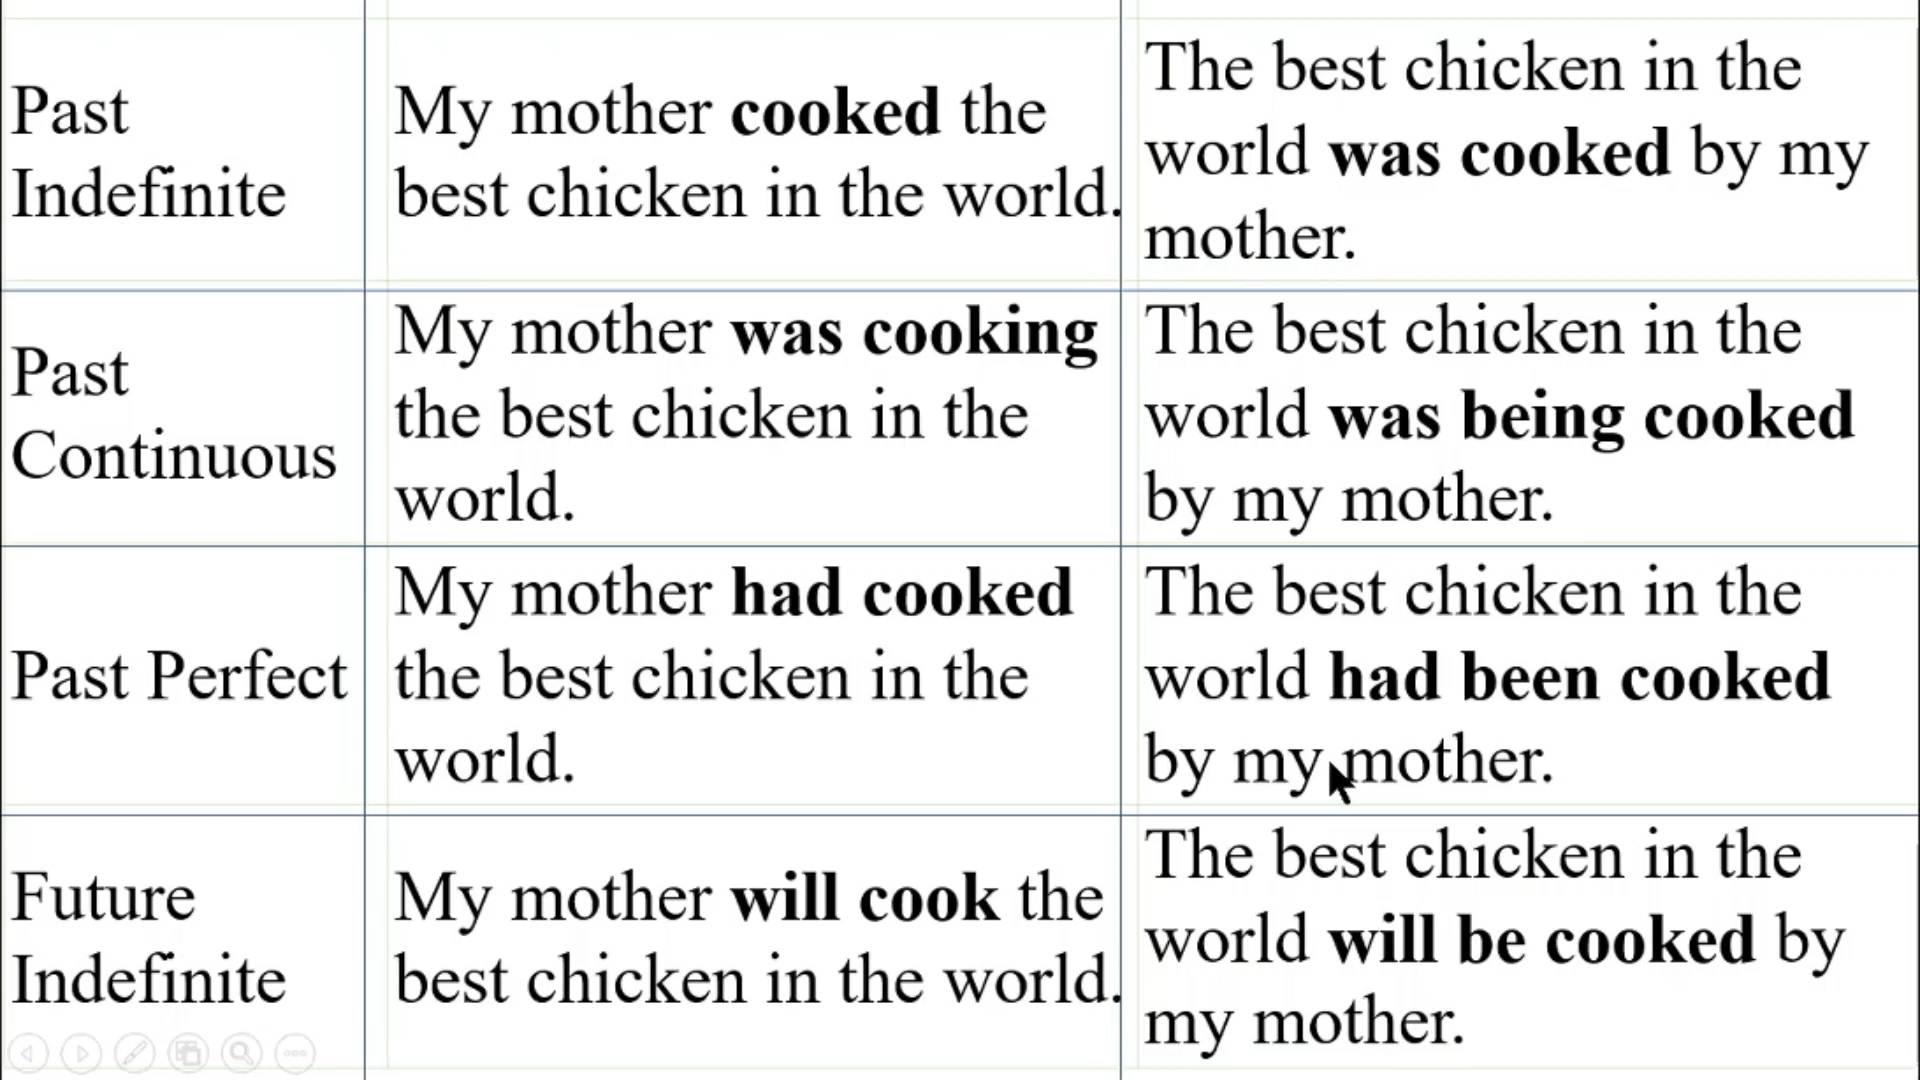 Past
Indefinite
My mother cooked the
best chicken in the world.
The best chicken in the
world was cooked by my
mother.
Past
Continuous
My mother was cooking
the best chicken in the
world.
The best chicken in the
world was being cooked
by my mother.
Past Perfect
My mother had cooked
the best chicken in the
world.
The best chicken in the
world had been cooked
by my mother.
Future
Indefinite
My mother will cook the
best chicken in the world.
The best chicken in the
world will be cooked by
my mother.